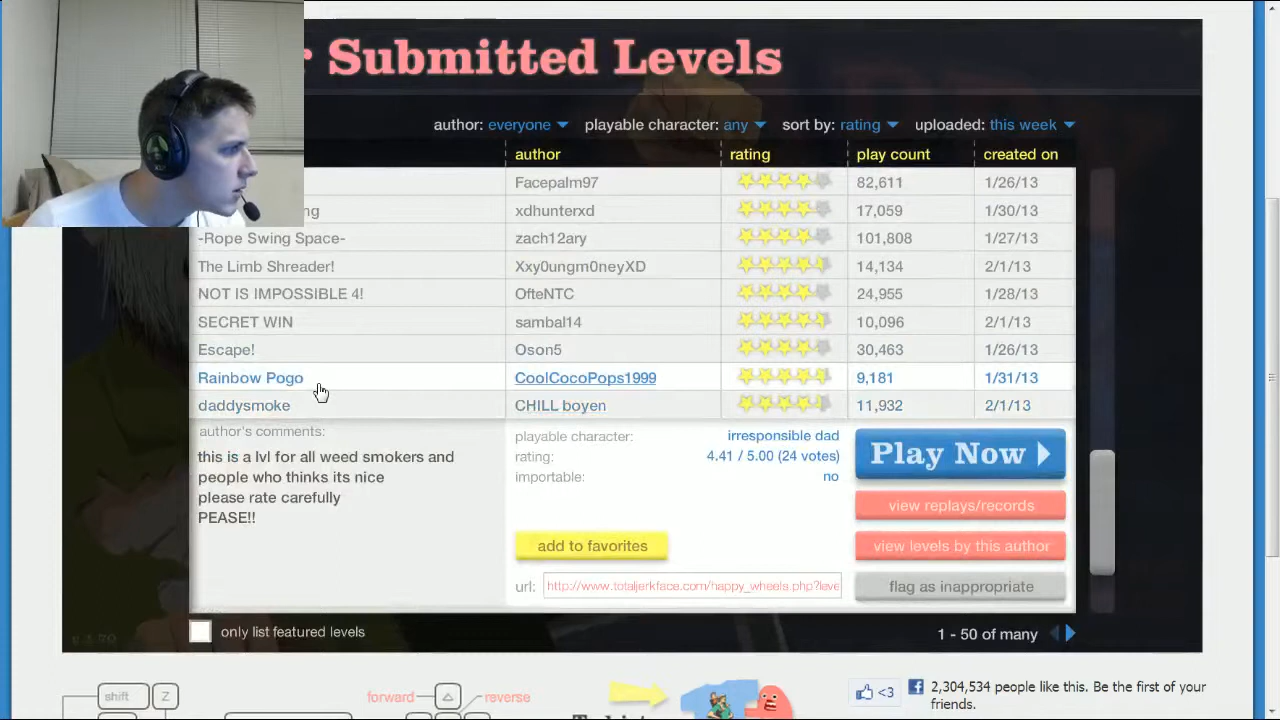 Submitted Levels
author: everyone playable character: any sort by: rating uploaded: this week
author rating play count created on
Facepalm97 82,611 1/26/13
ng xdhunterxd 17,059 1/30/13
-Rope Swing Space- zach12ary 101,808 1/27/13
The Limb Shreader! Xxy0ungm0neyXD 14,134 2/1/13
NOT IS IMPOSSIBLE 4! OfteNTC 24,955 1/28/13
SECRET WIN sambal14 10,096 2/1/13
Escape! Oson5 30,463 1/26/13
Rainbow Pogo CoolCocoPops1999 9,181 1/31/13
daddysmoke CHILL boyen 11,932 2/1/13
author's comments:
this is a lvl for all weed smokers and
people who thinks its nice
please rate carefully
PEASE!!
playable character: irresponsible dad
rating: 4.41 / 5.00 (24 votes)
importable: no
add to favorites
url: http://www.totaljerkface.com/happy_wheels.php?leve
Play Now
view replays/records
view levels by this author
flag as inappropriate
only list featured levels
1 - 50 of many
shift Z
forward
reverse
<3
2,304,534 people like this. Be the first of your
friends.